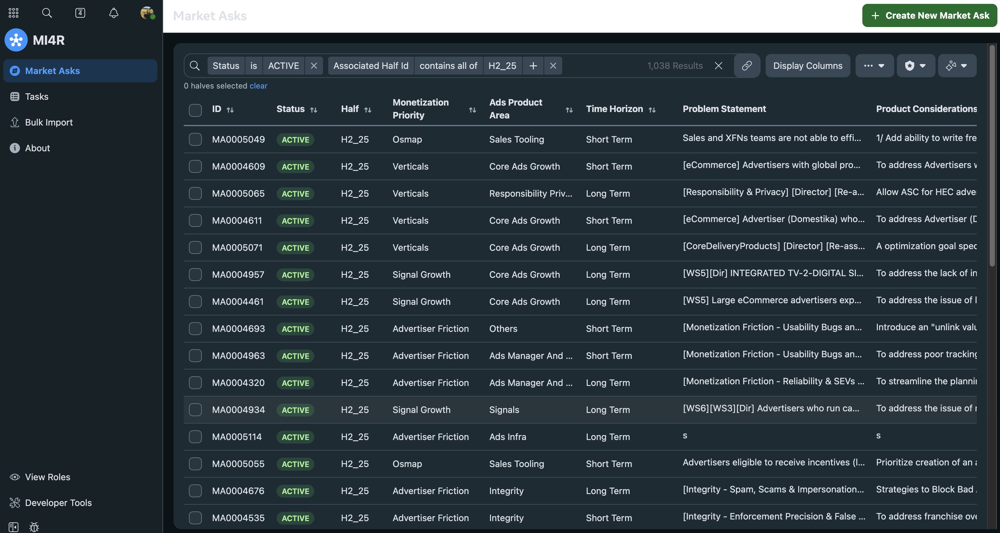 4
MI4R
Market Asks
Tasks
Bulk Import
About
View Roles
Developer Tools
Market Asks
+ Create New Market Ask
Status is ACTIVE × Associated Half Id contains all of H2_25 + × 1,038 Results × Display Columns ...
0 halves selected clear
ID Status Half Monetization Priority Ads Product Area Time Horizon Problem Statement Product Considerations
MA0005049 ACTIVE H2_25 Osmap Sales Tooling Short Term Sales and XFNs teams are not able to effi... 1/ Add ability to write fre
MA0004609 ACTIVE H2_25 Verticals Core Ads Growth Short Term [eCommerce] Advertisers with global pro... To address Advertisers w
MA0005065 ACTIVE H2_25 Verticals Responsibility Priv... Long Term [Responsibility & Privacy] [Director] [Re-a... Allow ASC for HEC adve
MA0004611 ACTIVE H2_25 Verticals Core Ads Growth Short Term [eCommerce] Advertiser (Domestika) who... To address Advertiser (D
MA0005071 ACTIVE H2_25 Verticals Core Ads Growth Long Term [CoreDeliveryProducts] [Director] [Re-ass... A optimization goal spec
MA0004957 ACTIVE H2_25 Signal Growth Core Ads Growth Long Term [WS5][Dir] INTEGRATED TV-2-DIGITAL SI... To address the lack of in
MA0004461 ACTIVE H2_25 Signal Growth Core Ads Growth Long Term [WS5] Large eCommerce advertisers exp... To address the issue of l
MA0004693 ACTIVE H2_25 Advertiser Friction Others Short Term [Monetization Friction - Usability Bugs an... Introduce an "unlink valu
MA0004963 ACTIVE H2_25 Advertiser Friction Ads Manager And ... Short Term [Monetization Friction - Usability Bugs an... To address poor tracking
MA0004320 ACTIVE H2_25 Advertiser Friction Ads Manager And ... Long Term [Monetization Friction - Reliability & SEVs ... To streamline the plannin
MA0004934 ACTIVE H2_25 Signal Growth Signals Long Term [WS6][WS3][Dir] Advertisers who run ca... To address the issue of r
MA0005114 ACTIVE H2_25 Advertiser Friction Ads Infra Long Term s s
MA0005055 ACTIVE H2_25 Osmap Sales Tooling Short Term Advertisers eligible to receive incentives (l... Prioritize creation of an a
MA0004676 ACTIVE H2_25 Advertiser Friction Integrity Long Term [Integrity - Spam, Scams & Impersonation... Strategies to Block Bad
MA0004535 ACTIVE H2_25 Advertiser Friction Integrity Short Term [Integrity - Enforcement Precision & False ... To address franchise ove